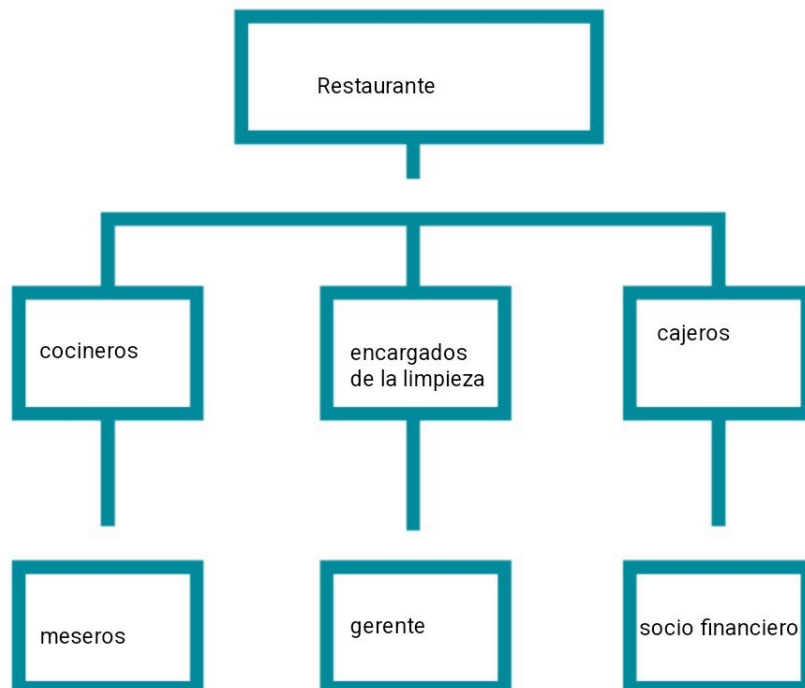 Restaurante
cocineros
encargados
de la limpieza
cajeros
meseros
gerente
socio financiero